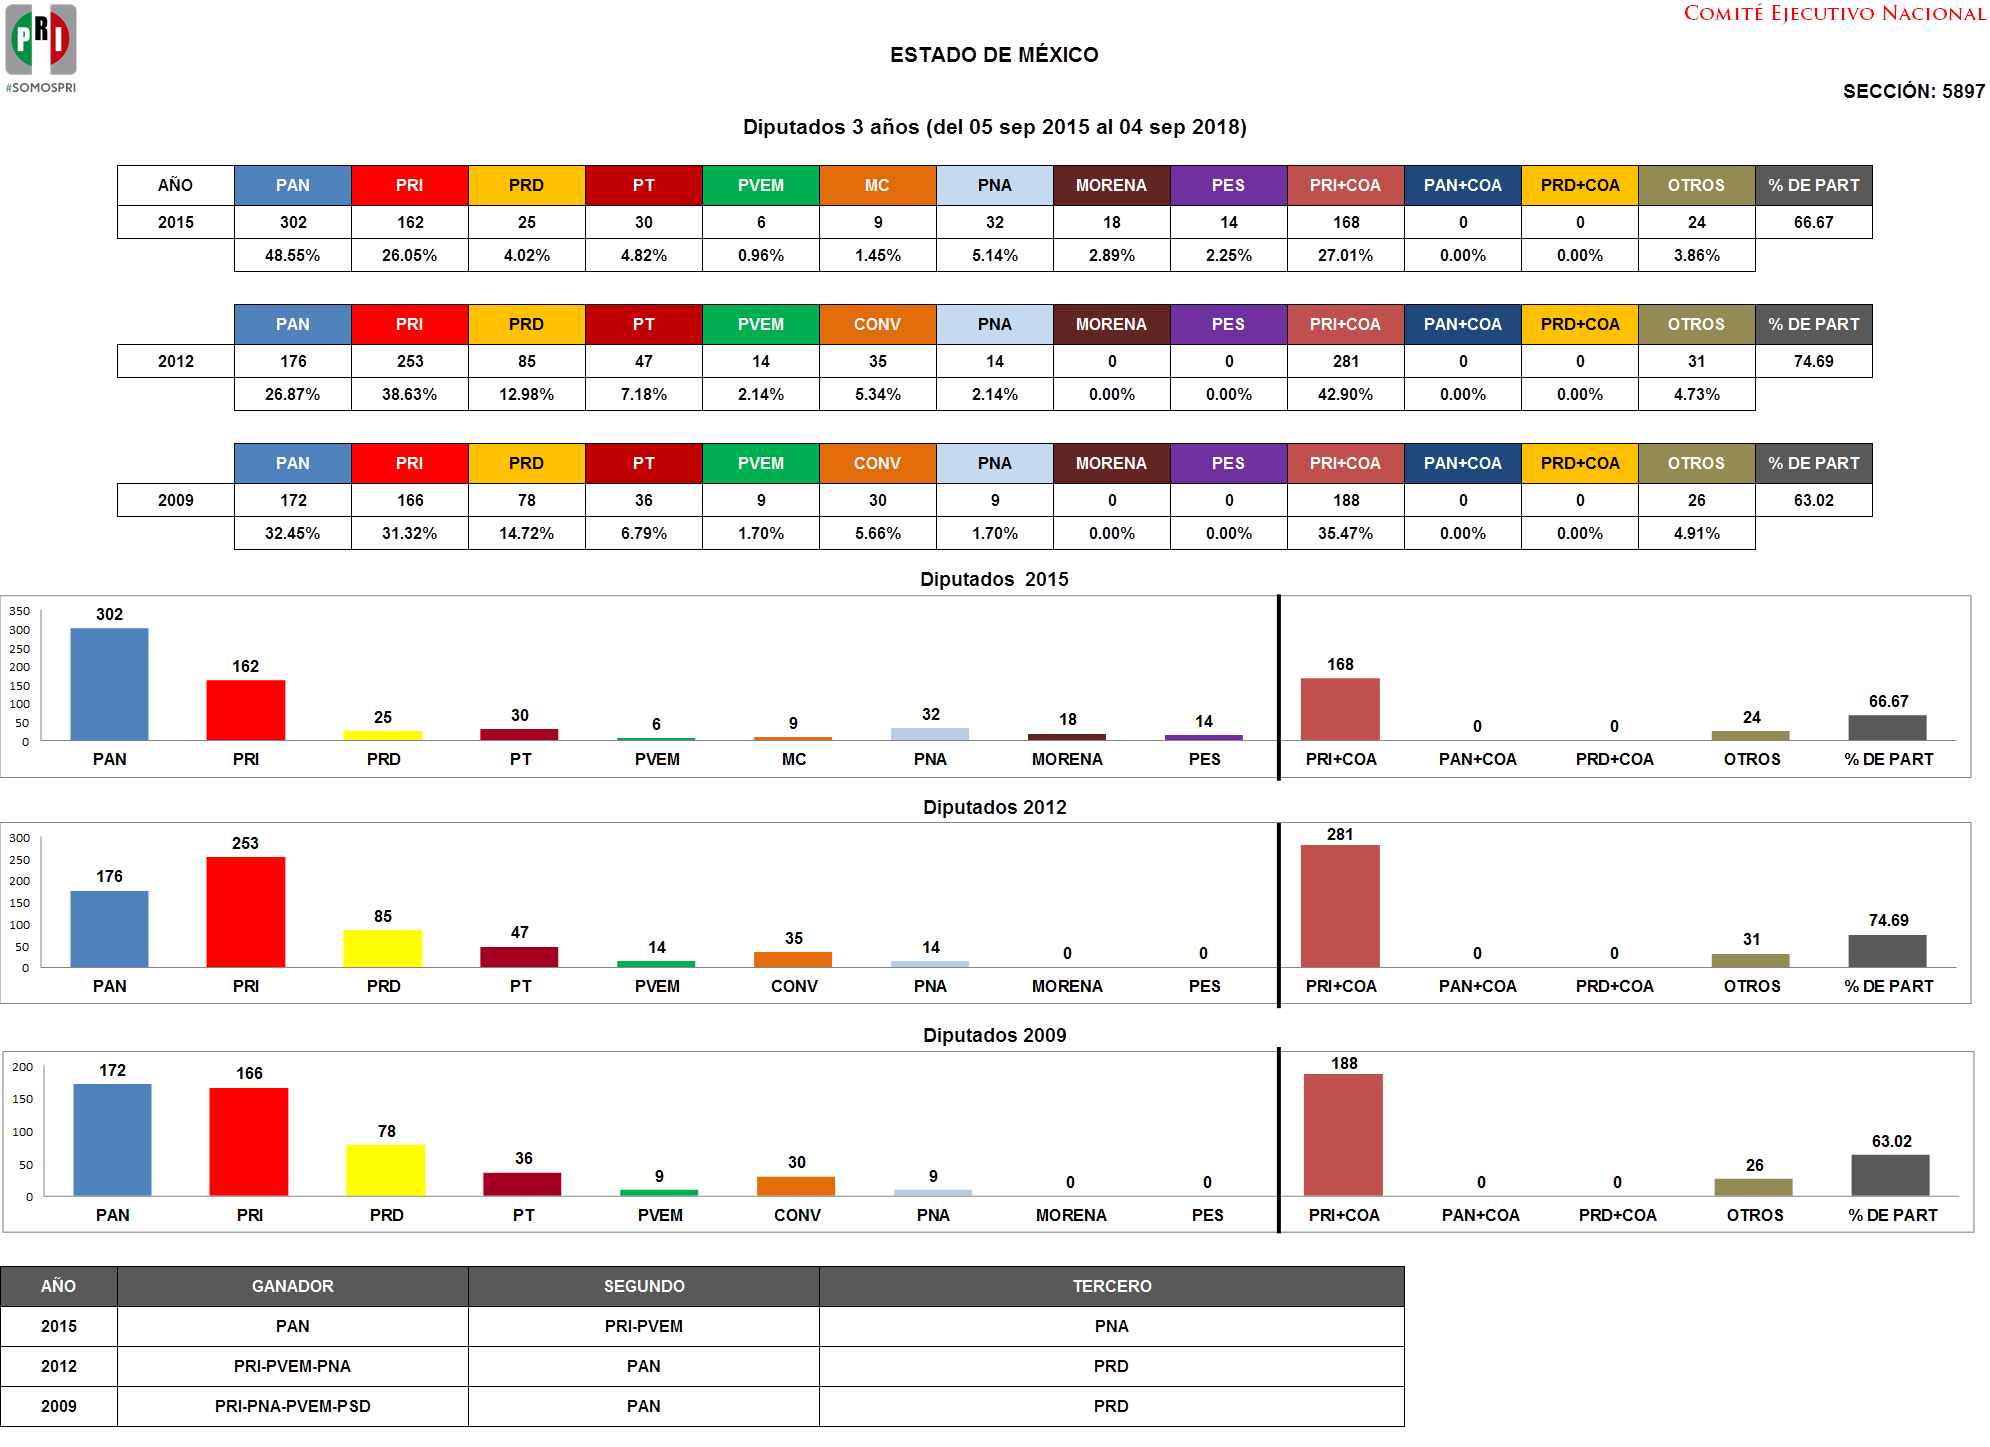 PRI
#SOMOSPRI
COMITÉ EJECUTIVO NACIONAL
ESTADO DE MÉXICO
SECCIÓN: 5897
Diputados 3 años (del 05 sep 2015 al 04 sep 2018)
AÑO PAN PRI PRD PT PVEM MC PNA MORENA PES PRI+COA PAN+COA PRD+COA OTROS % DE PART
2015 302 162 25 30 6 9 32 18 14 168 0 0 24 66.67
48.55% 26.05% 4.02% 4.82% 0.96% 1.45% 5.14% 2.89% 2.25% 27.01% 0.00% 0.00% 3.86%
PAN PRI PRD PT PVEM CONV PNA MORENA PES PRI+COA PAN+COA PRD+COA OTROS % DE PART
2012 176 253 85 47 14 35 14 0 0 281 0 0 31 74.69
26.87% 38.63% 12.98% 7.18% 2.14% 5.34% 2.14% 0.00% 0.00% 42.90% 0.00% 0.00% 4.73%
PAN PRI PRD PT PVEM CONV PNA MORENA PES PRI+COA PAN+COA PRD+COA OTROS % DE PART
2009 172 166 78 36 9 30 9 0 0 188 0 0 26 63.02
32.45% 31.32% 14.72% 6.79% 1.70% 5.66% 1.70% 0.00% 0.00% 35.47% 0.00% 0.00% 4.91%
Diputados 2015
350
300
250
200
150
100
50
0
302 162 25 30 6 9 32 18 14 168 0 0 24 66.67
PAN PRI PRD PT PVEM MC PNA MORENA PES PRI+COA PAN+COA PRD+COA OTROS % DE PART
Diputados 2012
300
250
200
150
100
50
0
176 253 85 47 14 35 14 0 0 281 0 0 31 74.69
PAN PRI PRD PT PVEM CONV PNA MORENA PES PRI+COA PAN+COA PRD+COA OTROS % DE PART
Diputados 2009
200
150
100
50
0
172 166 78 36 9 30 9 0 0 188 0 0 26 63.02
PAN PRI PRD PT PVEM CONV PNA MORENA PES PRI+COA PAN+COA PRD+COA OTROS % DE PART
AÑO GANADOR SEGUNDO TERCERO
2015 PAN PRI-PVEM PNA
2012 PRI-PVEM-PNA PAN PRD
2009 PRI-PNA-PVEM-PSD PAN PRD